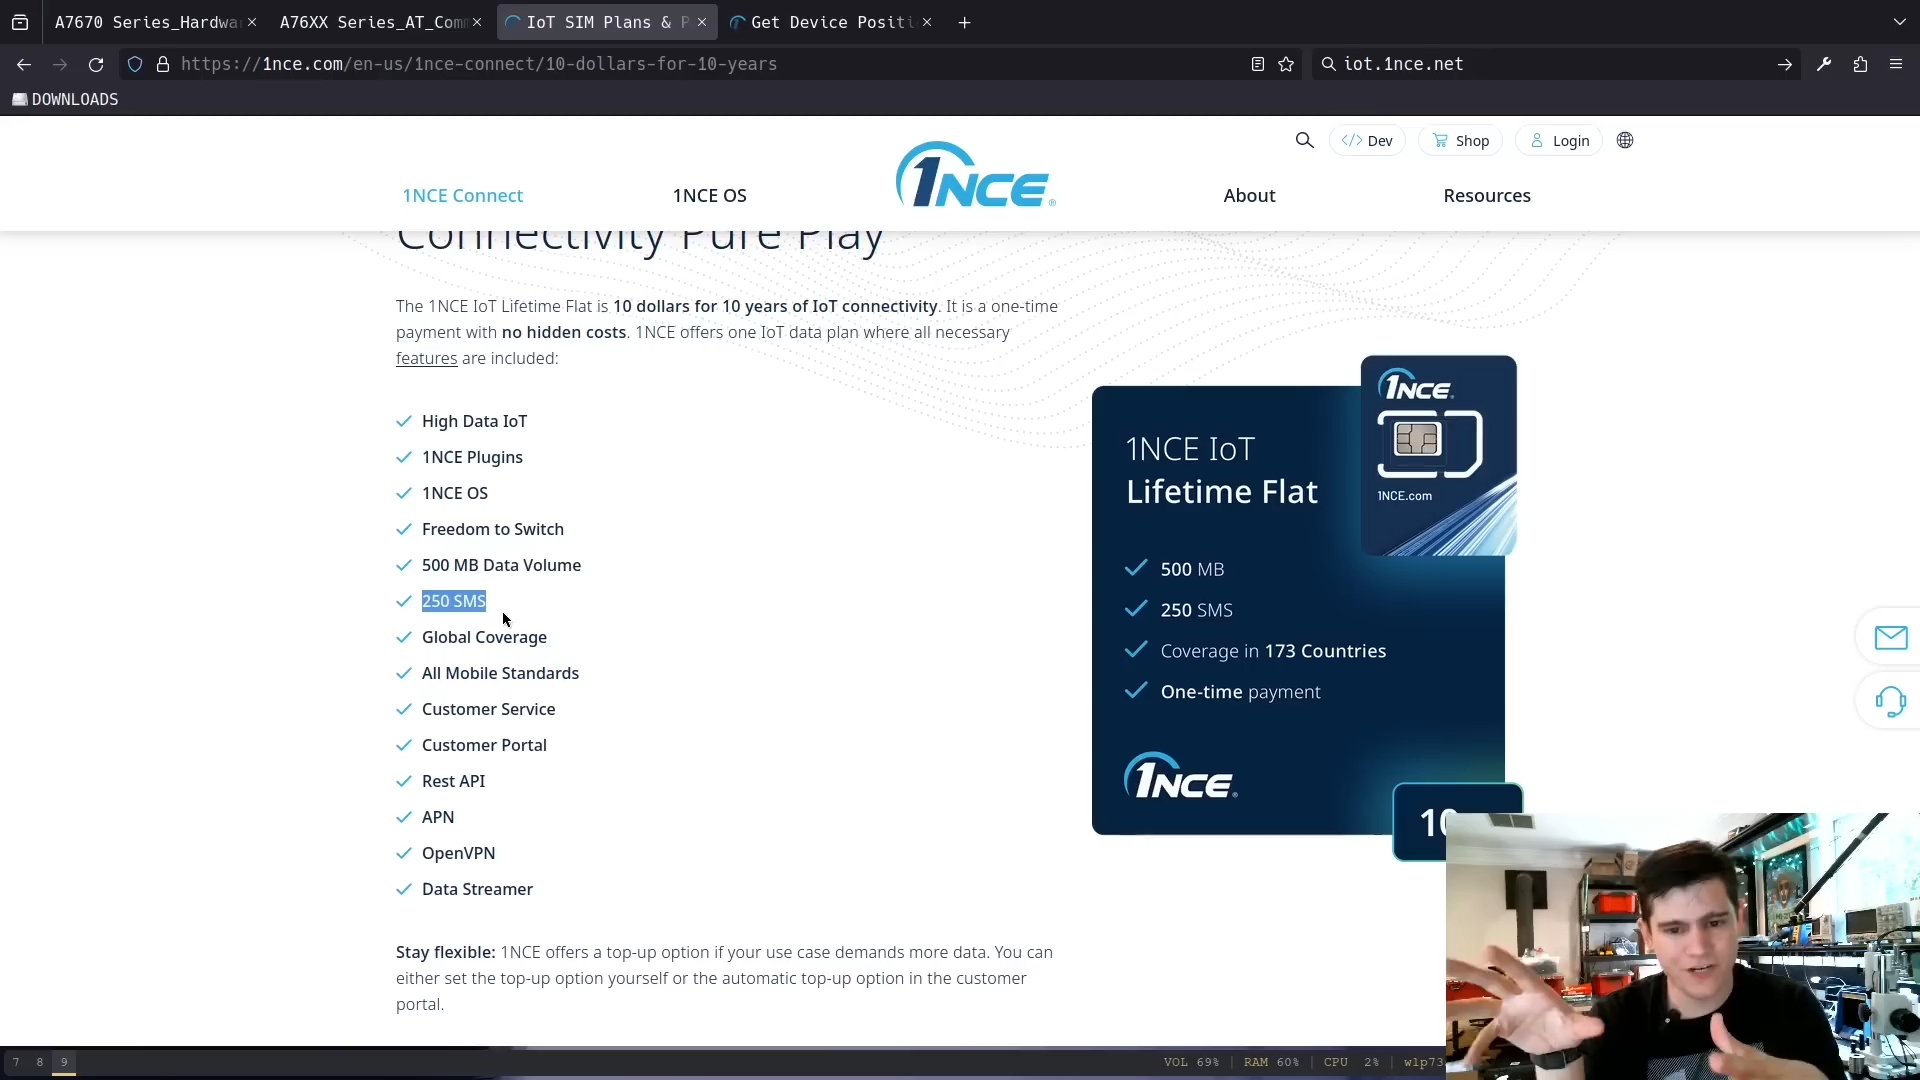 A7670 Series_Hardwa
A76XX Series_AT_Com
IoT SIM Plans & P
Get Device Positi
https://1nce.com/en-us/1nce-connect/10-dollars-for-10-years
iot.1nce.net
DOWNLOADS
Dev
Shop
Login
1NCE Connect
1NCE OS
1NCE®
About
Resources
Connectivity Pure Play
The 1NCE IoT Lifetime Flat is 10 dollars for 10 years of IoT connectivity. It is a one-time
payment with no hidden costs. 1NCE offers one IoT data plan where all necessary
features are included:
High Data IoT
1NCE Plugins
1NCE OS
Freedom to Switch
500 MB Data Volume
250 SMS
Global Coverage
All Mobile Standards
Customer Service
Customer Portal
Rest API
APN
OpenVPN
Data Streamer
Stay flexible: 1NCE offers a top-up option if your use case demands more data. You can
either set the top-up option yourself or the automatic top-up option in the customer
portal.
1NCE
1NCE.com
1NCE IoT
Lifetime Flat
500 MB
250 SMS
Coverage in 173 Countries
One-time payment
1NCE®
10
7 8 9
VOL 69% | RAM 60% | CPU 2% | wlp73